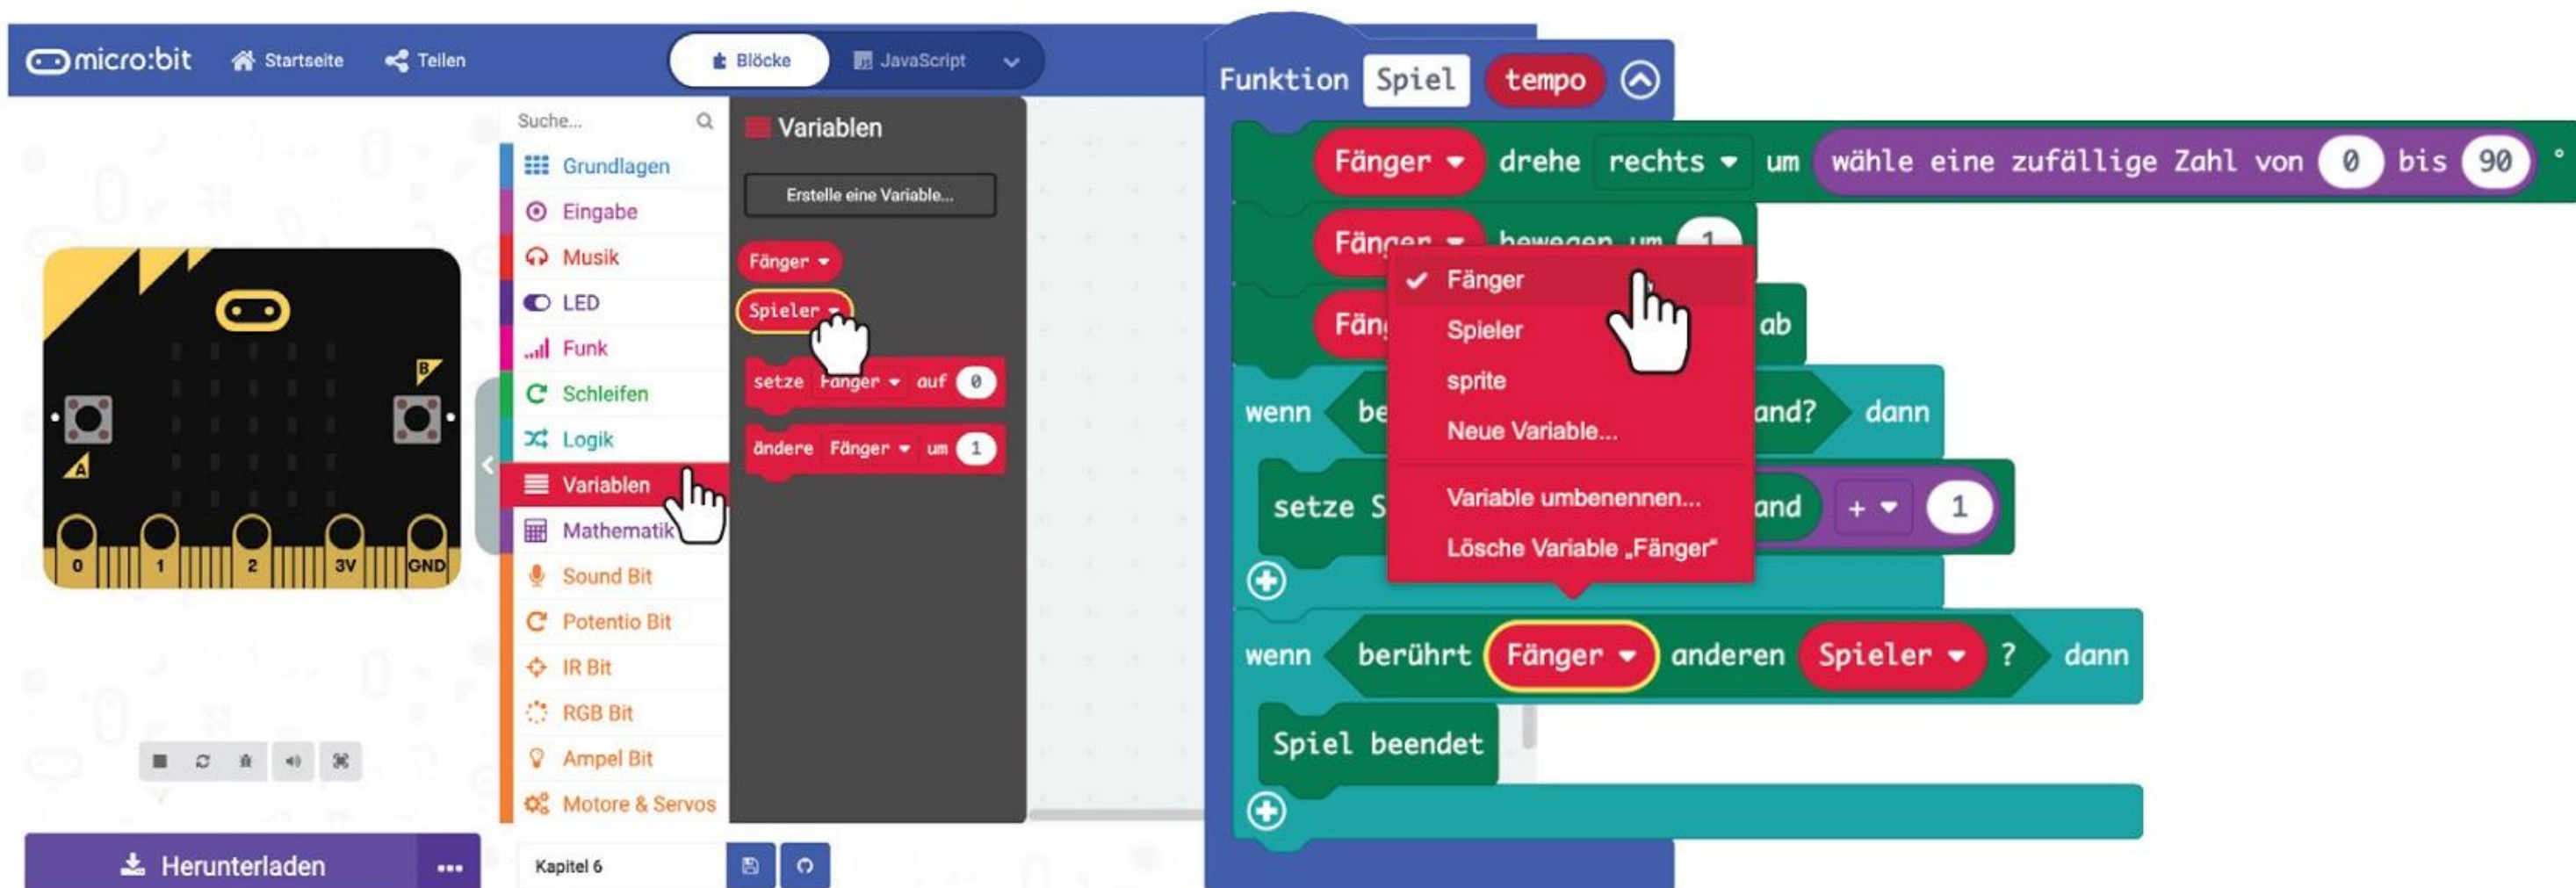 micro:bit Startseite Teilen Blöcke JavaScript
Suche...
Grundlagen
Eingabe
Musik
LED
Funk
Schleifen
Logik
Variablen
Mathematik
Sound Bit
Potentio Bit
IR Bit
RGB Bit
Ampel Bit
Motore & Servos
Variablen
Erstelle eine Variable...
Fänger
Spieler
setze Fänger auf 0
ändere Fänger um 1
B
A
0 1 2 3V GND
Herunterladen ...
Kapitel 6
Funktion Spiel tempo
Fänger drehe rechts um wähle eine zufällige Zahl von 0 bis 90 °
Fänger bewegen um 1
ab
wenn and? dann
setze and + 1
Fänger
Spieler
sprite
Neue Variable...
Variable umbenennen...
Lösche Variable „Fänger“
wenn berührt Fänger anderen Spieler ? dann
Spiel beendet